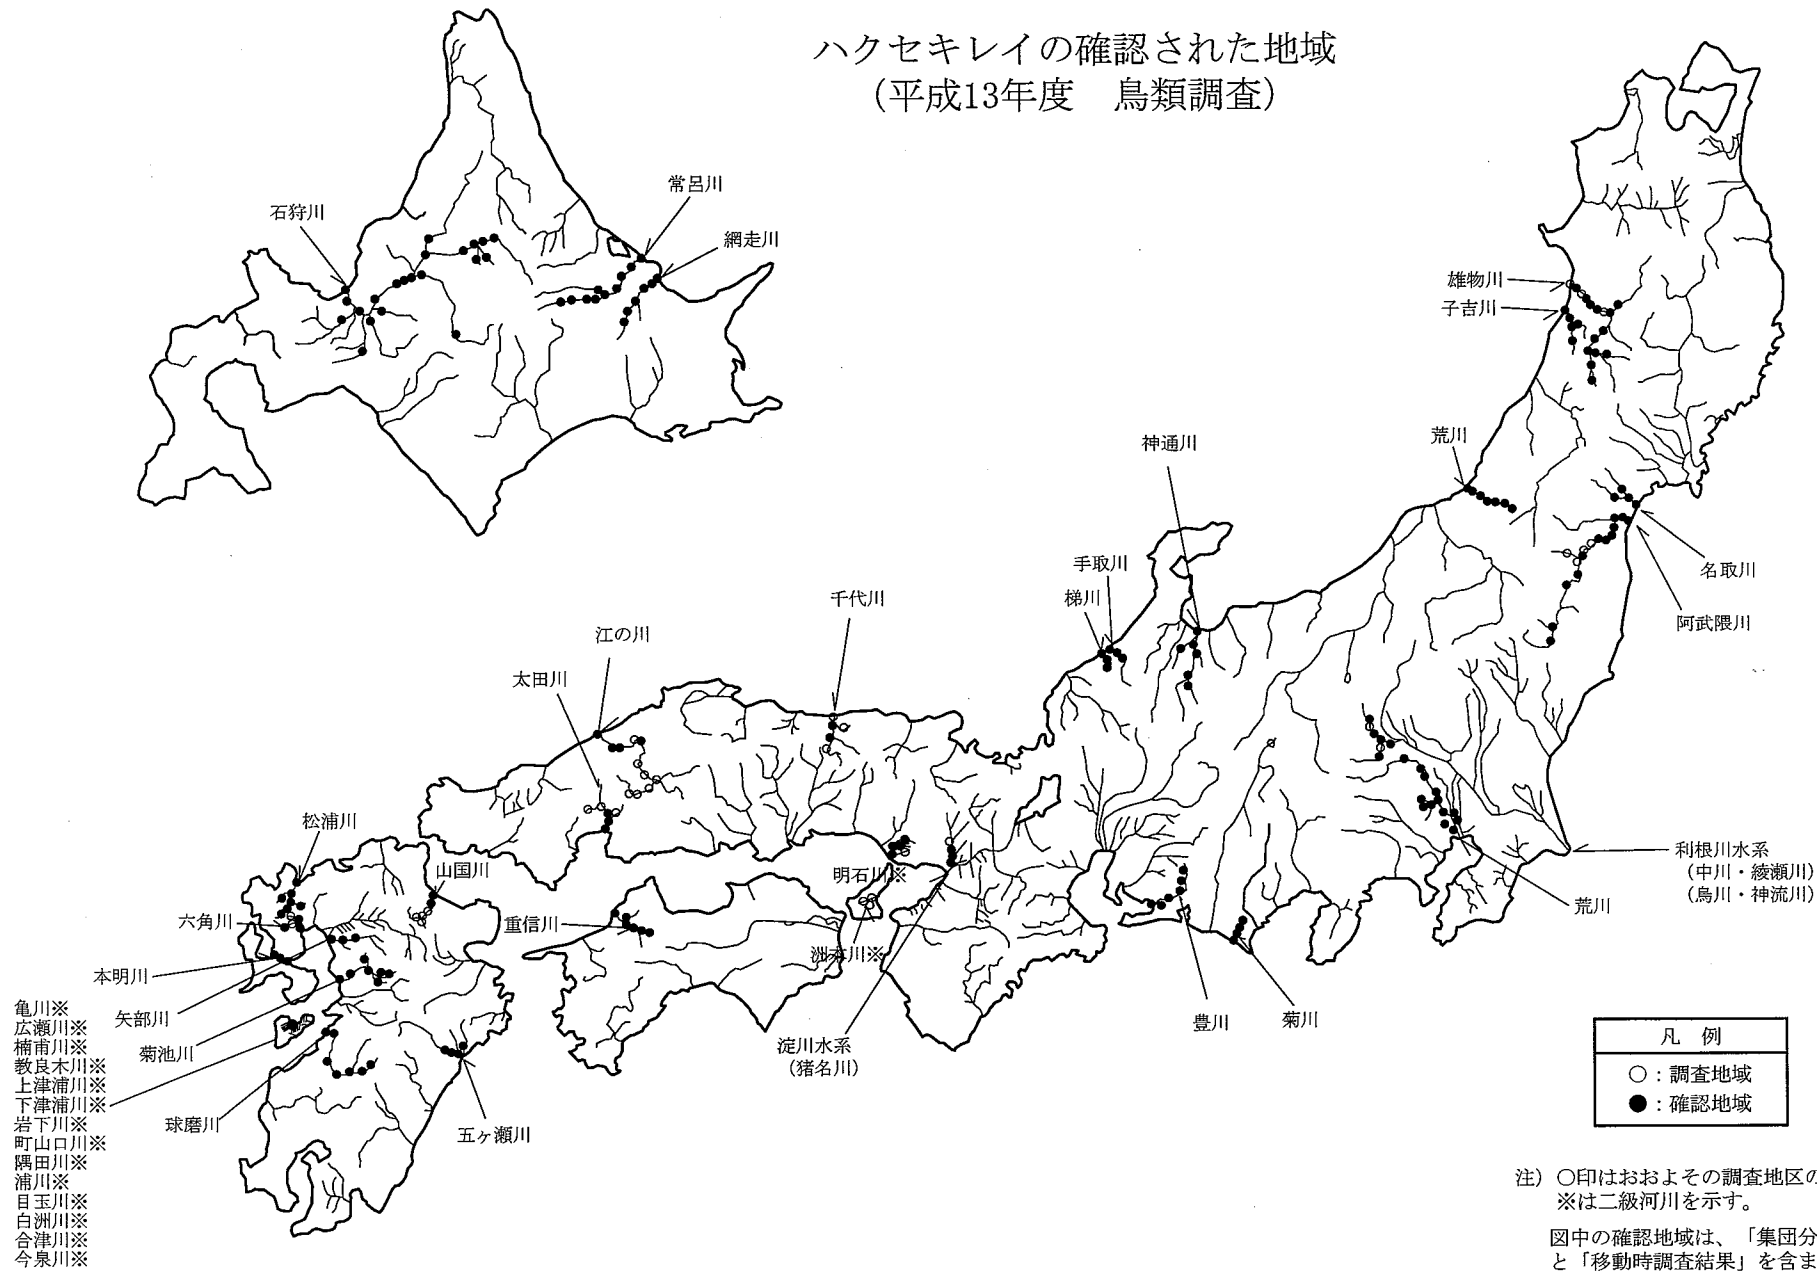 ハクセキレイの確認された地域
（平成13年度　鳥類調査）
常呂川
石狩川
網走川
雄物川
子吉川
荒川
神通川
手取川
梯川
名取川
阿武隈川
千代川
江の川
太田川
松浦川
山国川
明石川※
六角川
重信川
洲本川※
本明川
矢部川
菊池川
球磨川
五ヶ瀬川
淀川水系
（猪名川）
豊川
菊川
利根川水系
（中川・綾瀬川）
（烏川・神流川）
荒川
亀川※
広瀬川※
楠甫川※
教良木川※
上津浦川※
下津浦川※
岩下川※
町山口川※
隅田川※
浦川※
目玉川※
白洲川※
合津川※
今泉川※
凡　例
○：調査地域
●：確認地域
注）○印はおおよその調査地区の
※は二級河川を示す。
図中の確認地域は、「集団分
と「移動時調査結果」を含ま